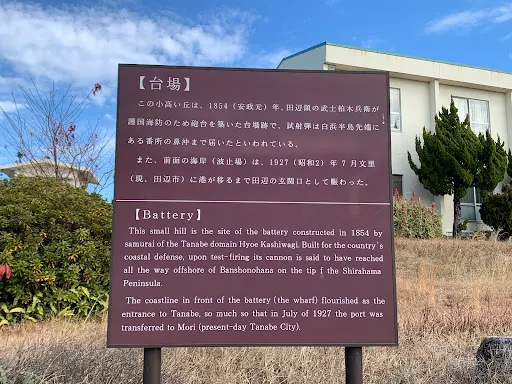 【台場】
この小高い丘は、1854（安政元）年、田辺領の武士柏木兵衛が
護国海防のため砲台を築いた台場跡で、試射弾は白浜半島先端に
ある番所の鼻沖まで届いたといわれている。
また、前面の海岸（波止場）は、1927（昭和2）年７月文里
（現、田辺市）に港が移るまで田辺の玄関口として賑わった。
【Battery】
This small hill is the site of the battery constructed in 1854 by
samurai of the Tanabe domain Hyoe Kashiwagi. Built for the country's
coastal defense, upon test-firing its cannon is said to have reached
all the way offshore of Banshonohana on the tip f the Shirahama
Peninsula.
The coastline in front of the battery (the wharf) flourished as the
entrance to Tanabe, so much so that in July of 1927 the port was
transferred to Mori (present-day Tanabe City).